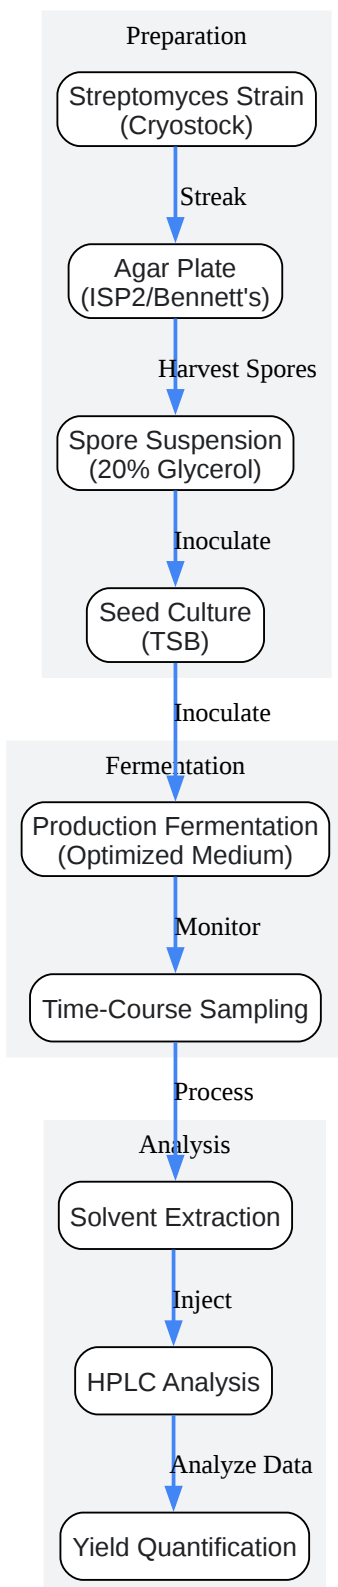 Preparation
Streptomyces Strain
(Cryostock)
Streak
Agar Plate
(ISP2/Bennett's)
Harvest Spores
Spore Suspension
(20% Glycerol)
Inoculate
Seed Culture
(TSB)
Inoculate
Fermentation
Production Fermentation
(Optimized Medium)
Monitor
Time-Course Sampling
Process
Analysis
Solvent Extraction
Inject
HPLC Analysis
Analyze Data
Yield Quantification